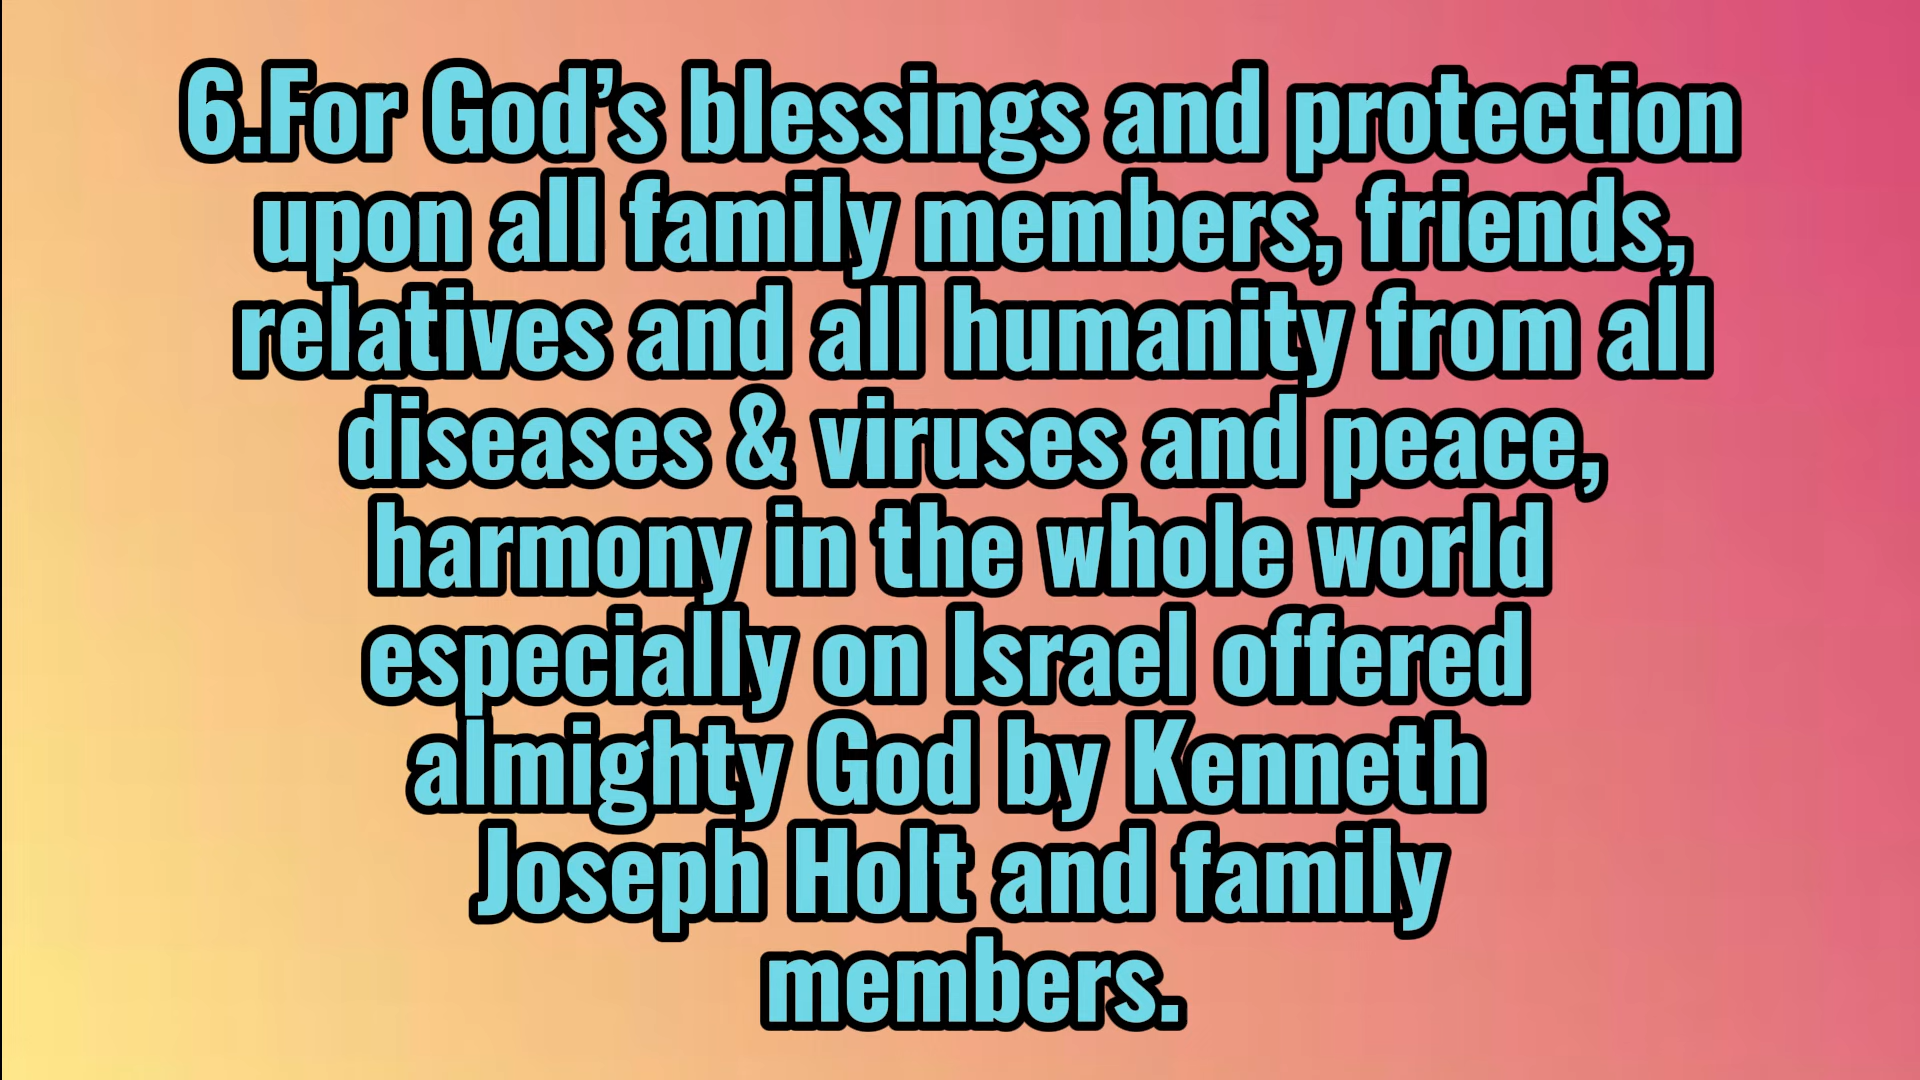 6.For God’s blessings and protection
upon all family members, friends,
relatives and all humanity from all
diseases & viruses and peace,
harmony in the whole world
especially on Israel offered
almighty God by Kenneth
Joseph Holt and family
members.